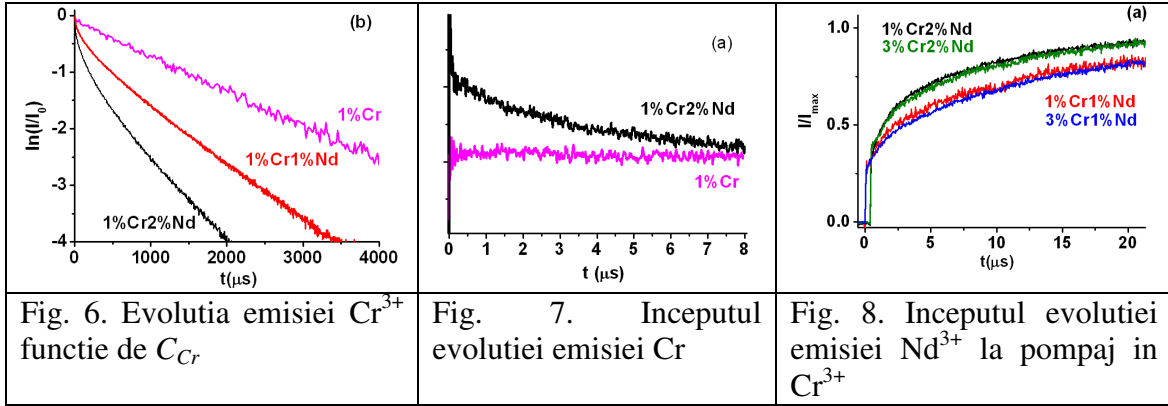 (b)
0
-1
-2
-3
-4
ln(I/I₀)
1%Cr
1%Cr1%Nd
1%Cr2%Nd
0 1000 2000 3000 4000
t(μs)
(a)
1%Cr2%Nd
1%Cr
0 1 2 3 4 5 6 7 8
t (μs)
(a)
1%Cr2%Nd
3%Cr2%Nd
1.0
0.5
0.0
I/Imax
1%Cr1%Nd
3%Cr1%Nd
0 5 10 15 20
t(μs)
Fig. 6. Evolutia emisiei Cr³⁺
functie de C_Cr
Fig. 7. Inceputul
evolutiei emisiei Cr
Fig. 8. Inceputul evolutiei
emisiei Nd³⁺ la pompaj in
Cr³⁺